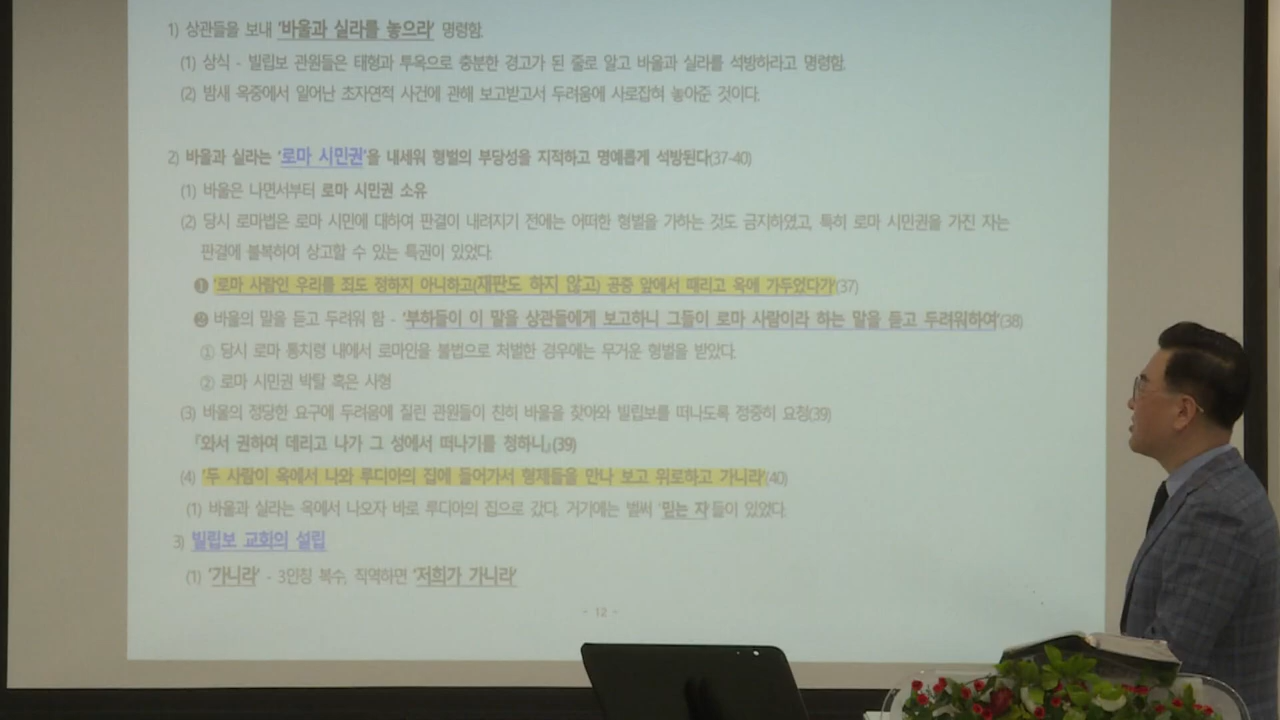 1) 상관들을 보내 '바울과 실라를 놓으라' 명령함.
(1) 상식 - 빌립보 관원들은 태형과 투옥으로 충분한 경고가 된 줄로 알고 바울과 실라를 석방하라고 명령함.
(2) 밤새 옥중에서 일어난 초자연적 사건에 관해 보고받고서 두려움에 사로잡혀 놓아준 것이다.
2) 바울과 실라는 '로마 시민권'을 내세워 형벌의 부당성을 지적하고 명예롭게 석방된다(37-40)
(1) 바울은 나면서부터 로마 시민권 소유
(2) 당시 로마법은 로마 시민에 대하여 판결이 내려지기 전에는 어떠한 형벌을 가하는 것도 금지하였고, 특히 로마 시민권을 가진 자는
판결에 불복하여 상고할 수 있는 특권이 있었다.
❶ '로마 사람인 우리를 죄도 정하지 아니하고(재판도 하지 않고) 공중 앞에서 때리고 옥에 가두었다가'(37)
❷ 바울의 말을 듣고 두려워 함 - '부하들이 이 말을 상관들에게 보고하니 그들이 로마 사람이라 하는 말을 듣고 두려워하여'(38)
① 당시 로마 통치령 내에서 로마인을 불법으로 처벌한 경우에는 무거운 형벌을 받았다.
② 로마 시민권 박탈 혹은 사형
(3) 바울의 정당한 요구에 두려움에 질린 관원들이 친히 바울을 찾아와 빌립보를 떠나도록 정중히 요청(39)
「와서 권하여 데리고 나가 그 성에서 떠나기를 청하니」(39)
(4) '두 사람이 옥에서 나와 루디아의 집에 들어가서 형제들을 만나 보고 위로하고 가니라'(40)
(1) 바울과 실라는 옥에서 나오자 바로 루디아의 집으로 갔다. 거기에는 벌써 '믿는 자'들이 있었다.
3) 빌립보 교회의 설립
(1) '가니라' - 3인칭 복수, 직역하면 '저희가 가니라'
- 12 -